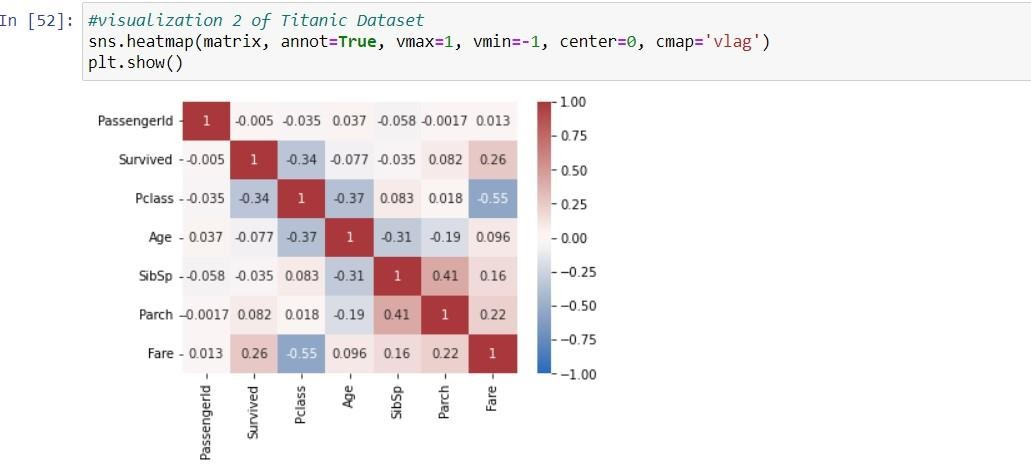 In [52]: #visualization 2 of Titanic Dataset
sns.heatmap(matrix, annot=True, vmax=1, vmin=-1, center=0, cmap='vlag')
plt.show()
PassengerId 1 -0.005 -0.035 0.037 -0.058 -0.0017 0.013
Survived -0.005 1 -0.34 -0.077 -0.035 0.082 0.26
Pclass -0.035 -0.34 1 -0.37 0.083 0.018 -0.55
Age 0.037 -0.077 -0.37 1 -0.31 -0.19 0.096
SibSp -0.058 -0.035 0.083 -0.31 1 0.41 0.16
Parch -0.0017 0.082 0.018 -0.19 0.41 1 0.22
Fare 0.013 0.26 -0.55 0.096 0.16 0.22 1
PassengerId Survived Pclass Age SibSp Parch Fare
1.00
0.75
0.50
0.25
0.00
-0.25
-0.50
-0.75
-1.00